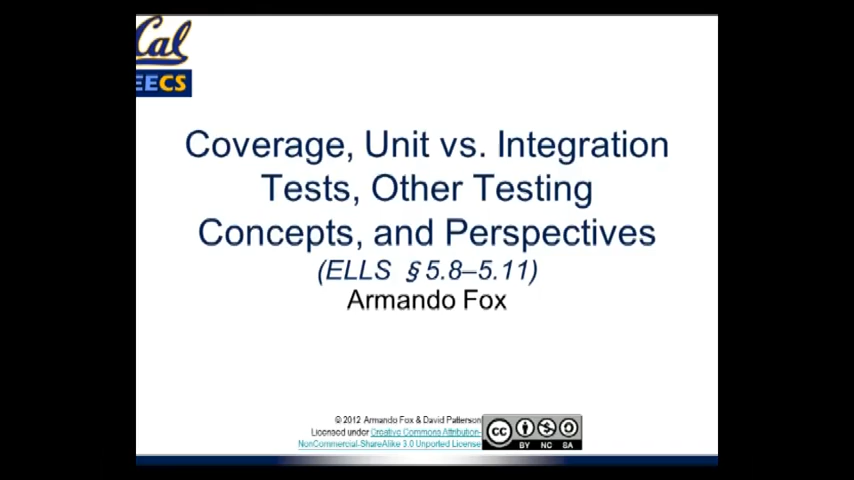 Cal
EECS
Coverage, Unit vs. Integration
Tests, Other Testing
Concepts, and Perspectives
(ELLS § 5.8–5.11)
Armando Fox
© 2012 Armando Fox & David Patterson
Licensed under Creative Commons Attribution-
NonCommercial-ShareAlike 3.0 Unported License
cc BY NC SA